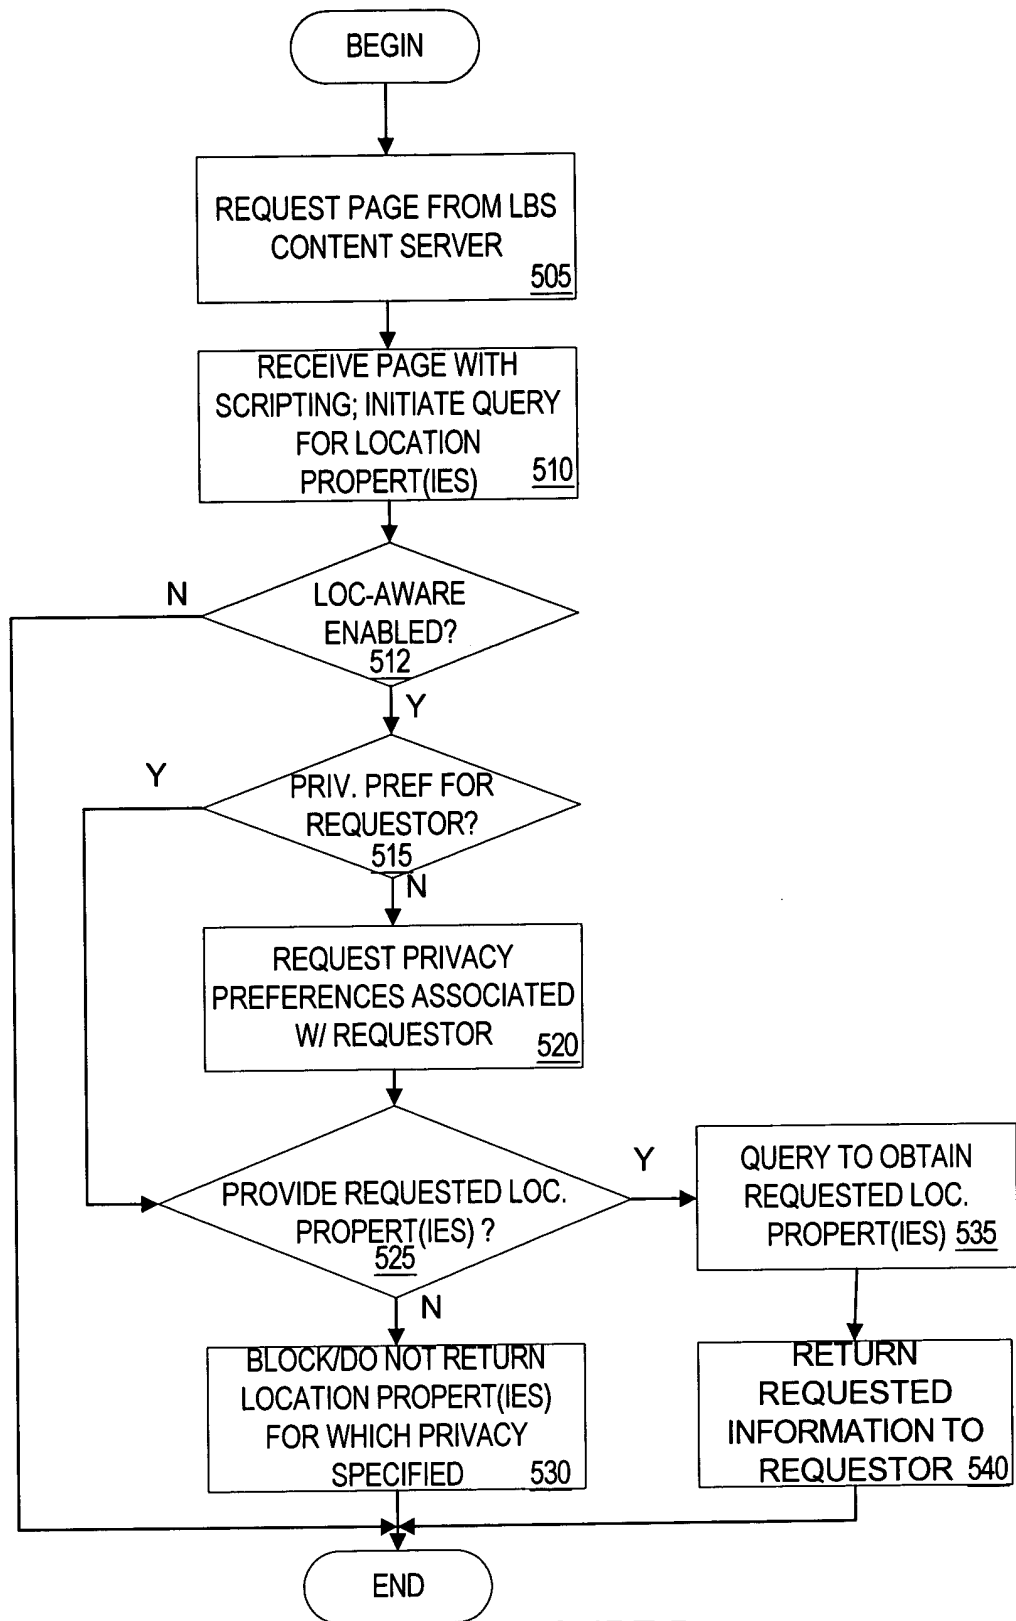 BEGIN
REQUEST PAGE FROM LBS
CONTENT SERVER
505
RECEIVE PAGE WITH
SCRIPTING; INITIATE QUERY
FOR LOCATION
PROPERT(IES)
510
N
LOC-AWARE
ENABLED?
512
Y
Y
PRIV. PREF FOR
REQUESTOR?
515
N
REQUEST PRIVACY
PREFERENCES ASSOCIATED
W/ REQUESTOR
520
PROVIDE REQUESTED LOC.
PROPERT(IES) ?
525
Y
QUERY TO OBTAIN
REQUESTED LOC.
PROPERT(IES) 535
N
BLOCK/DO NOT RETURN
LOCATION PROPERT(IES)
FOR WHICH PRIVACY
SPECIFIED 530
RETURN
REQUESTED
INFORMATION TO
REQUESTOR 540
END